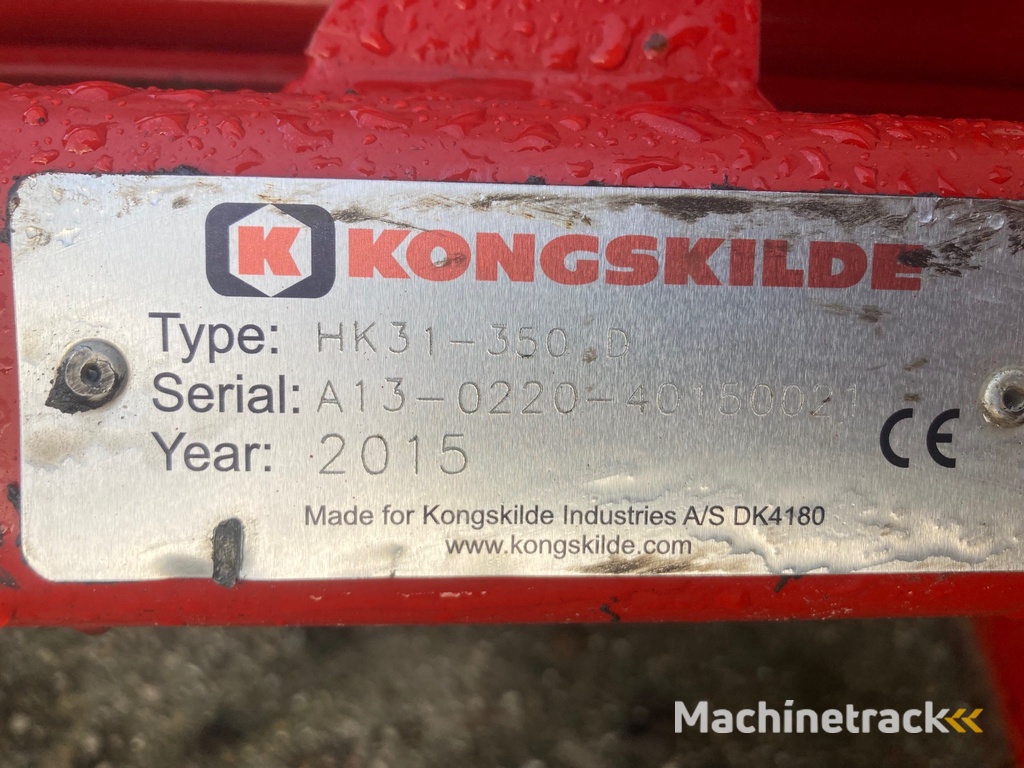 K KONGSKILDE
Type: HK31-350 D
Serial: A13-0220-40150021
Year: 2015
CE
Made for Kongskilde Industries A/S DK4180
www.kongskilde.com
Machinetrack